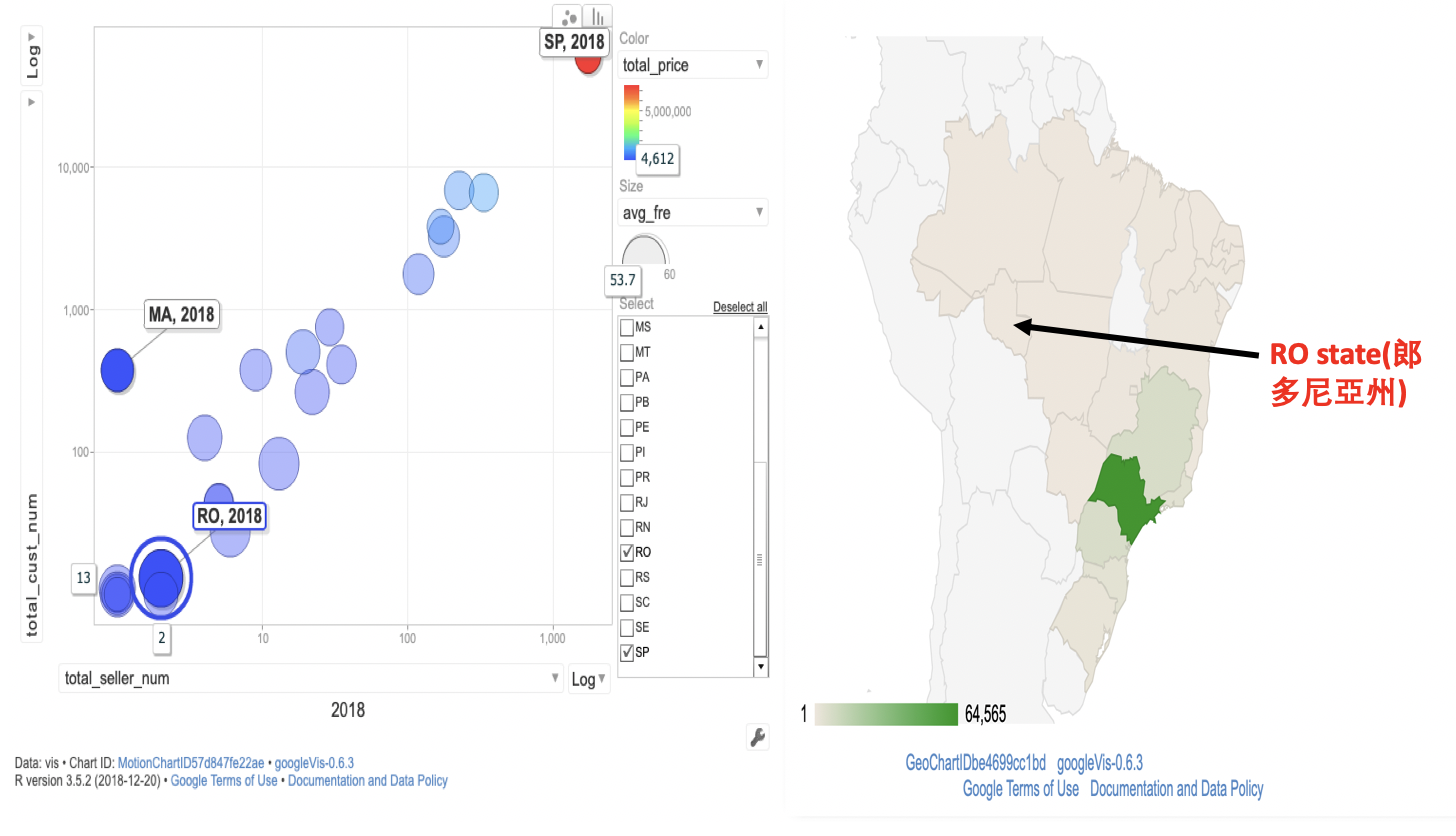 SP, 2018
Log
Color
total_price
5,000,000
4,612
10,000
Size
avg_fre
53.7
60
1,000
MA, 2018
Select
Deselect all
MS
MT
PA
PB
PE
PI
PR
RJ
RN
RO
RS
SC
SE
SP
100
RO, 2018
13
total_cust_num
2
10
100
1,000
total_seller_num
Log
2018
Data: vis • Chart ID: MotionChartID57d847fe22ae • googleVis-0.6.3
R version 3.5.2 (2018-12-20) • Google Terms of Use • Documentation and Data Policy
RO state(郎
多尼亞州)
1
64,565
GeoChartIDbe4699cc1bd googleVis-0.6.3
Google Terms of Use Documentation and Data Policy